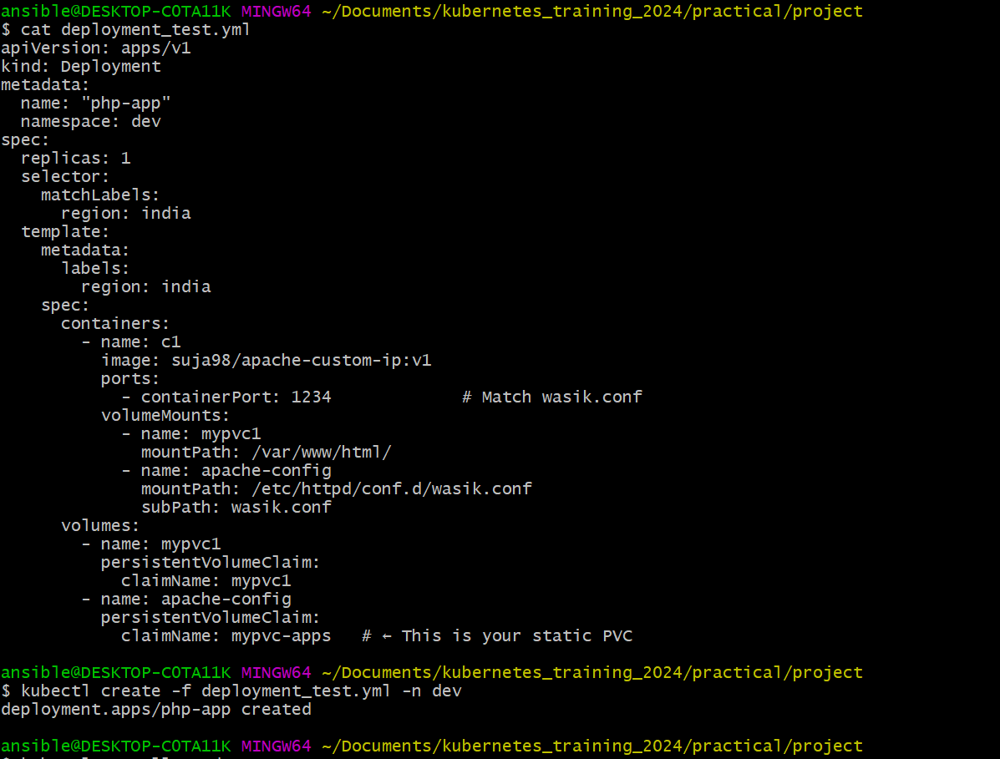 ansible@DESKTOP-COTA11K MINGW64 ~/Documents/kubernetes_training_2024/practical/project
$ cat deployment_test.yml
apiVersion: apps/v1
kind: Deployment
metadata:
  name: "php-app"
  namespace: dev
spec:
  replicas: 1
  selector:
    matchLabels:
      region: india
  template:
    metadata:
      labels:
        region: india
    spec:
      containers:
        - name: c1
          image: suja98/apache-custom-ip:v1
          ports:
            - containerPort: 1234             # Match wasik.conf
          volumeMounts:
            - name: mypvc1
              mountPath: /var/www/html/
            - name: apache-config
              mountPath: /etc/httpd/conf.d/wasik.conf
              subPath: wasik.conf
      volumes:
        - name: mypvc1
          persistentVolumeClaim:
            claimName: mypvc1
        - name: apache-config
          persistentVolumeClaim:
            claimName: mypvc-apps   # ← This is your static PVC

ansible@DESKTOP-COTA11K MINGW64 ~/Documents/kubernetes_training_2024/practical/project
$ kubectl create -f deployment_test.yml -n dev
deployment.apps/php-app created

ansible@DESKTOP-COTA11K MINGW64 ~/Documents/kubernetes_training_2024/practical/project